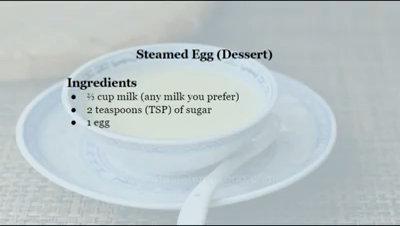 Steamed Egg (Dessert)
Ingredients
● ⅔ cup milk (any milk you prefer)
● 2 teaspoons (TSP) of sugar
● 1 egg